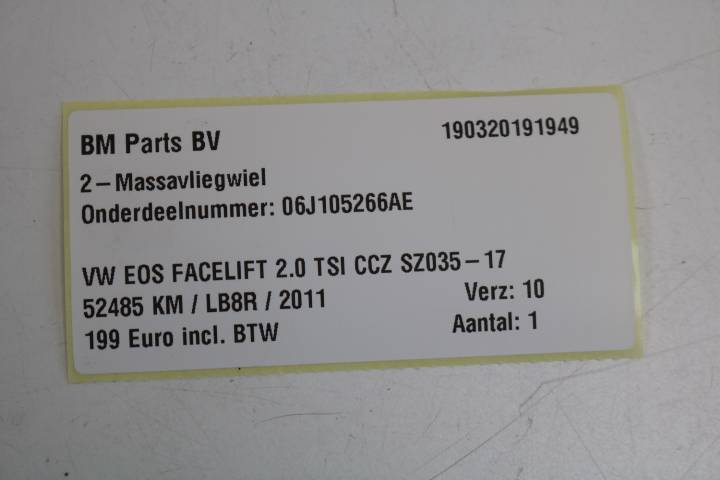 BM Parts BV 190320191949
2-Massavliegwiel
Onderdeelnummer: 06J105266AE
VW EOS FACELIFT 2.0 TSI CCZ SZ035-17
52485 KM / LB8R / 2011 Verz: 10
199 Euro incl. BTW Aantal: 1